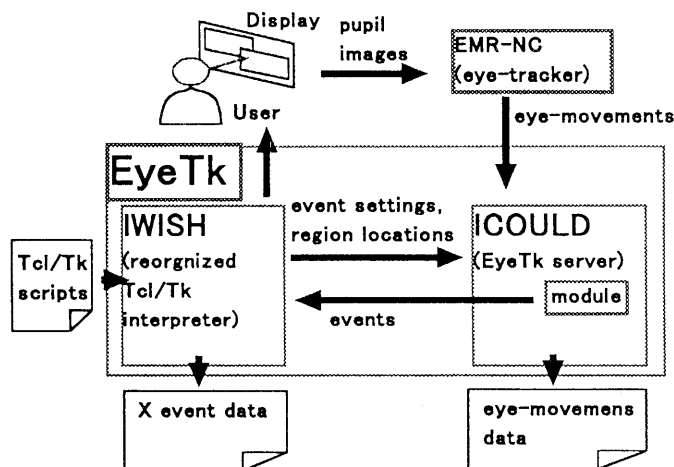 Display
pupil
images
EMR-NC
(eye-tracker)
User
eye-movements
EyeTk
IWISH
(reorgnized
Tcl/Tk
interpreter)
event settings,
region locations
ICOULD
(EyeTk server)
module
Tcl/Tk
scripts
events
X event data
eye-movemens
data